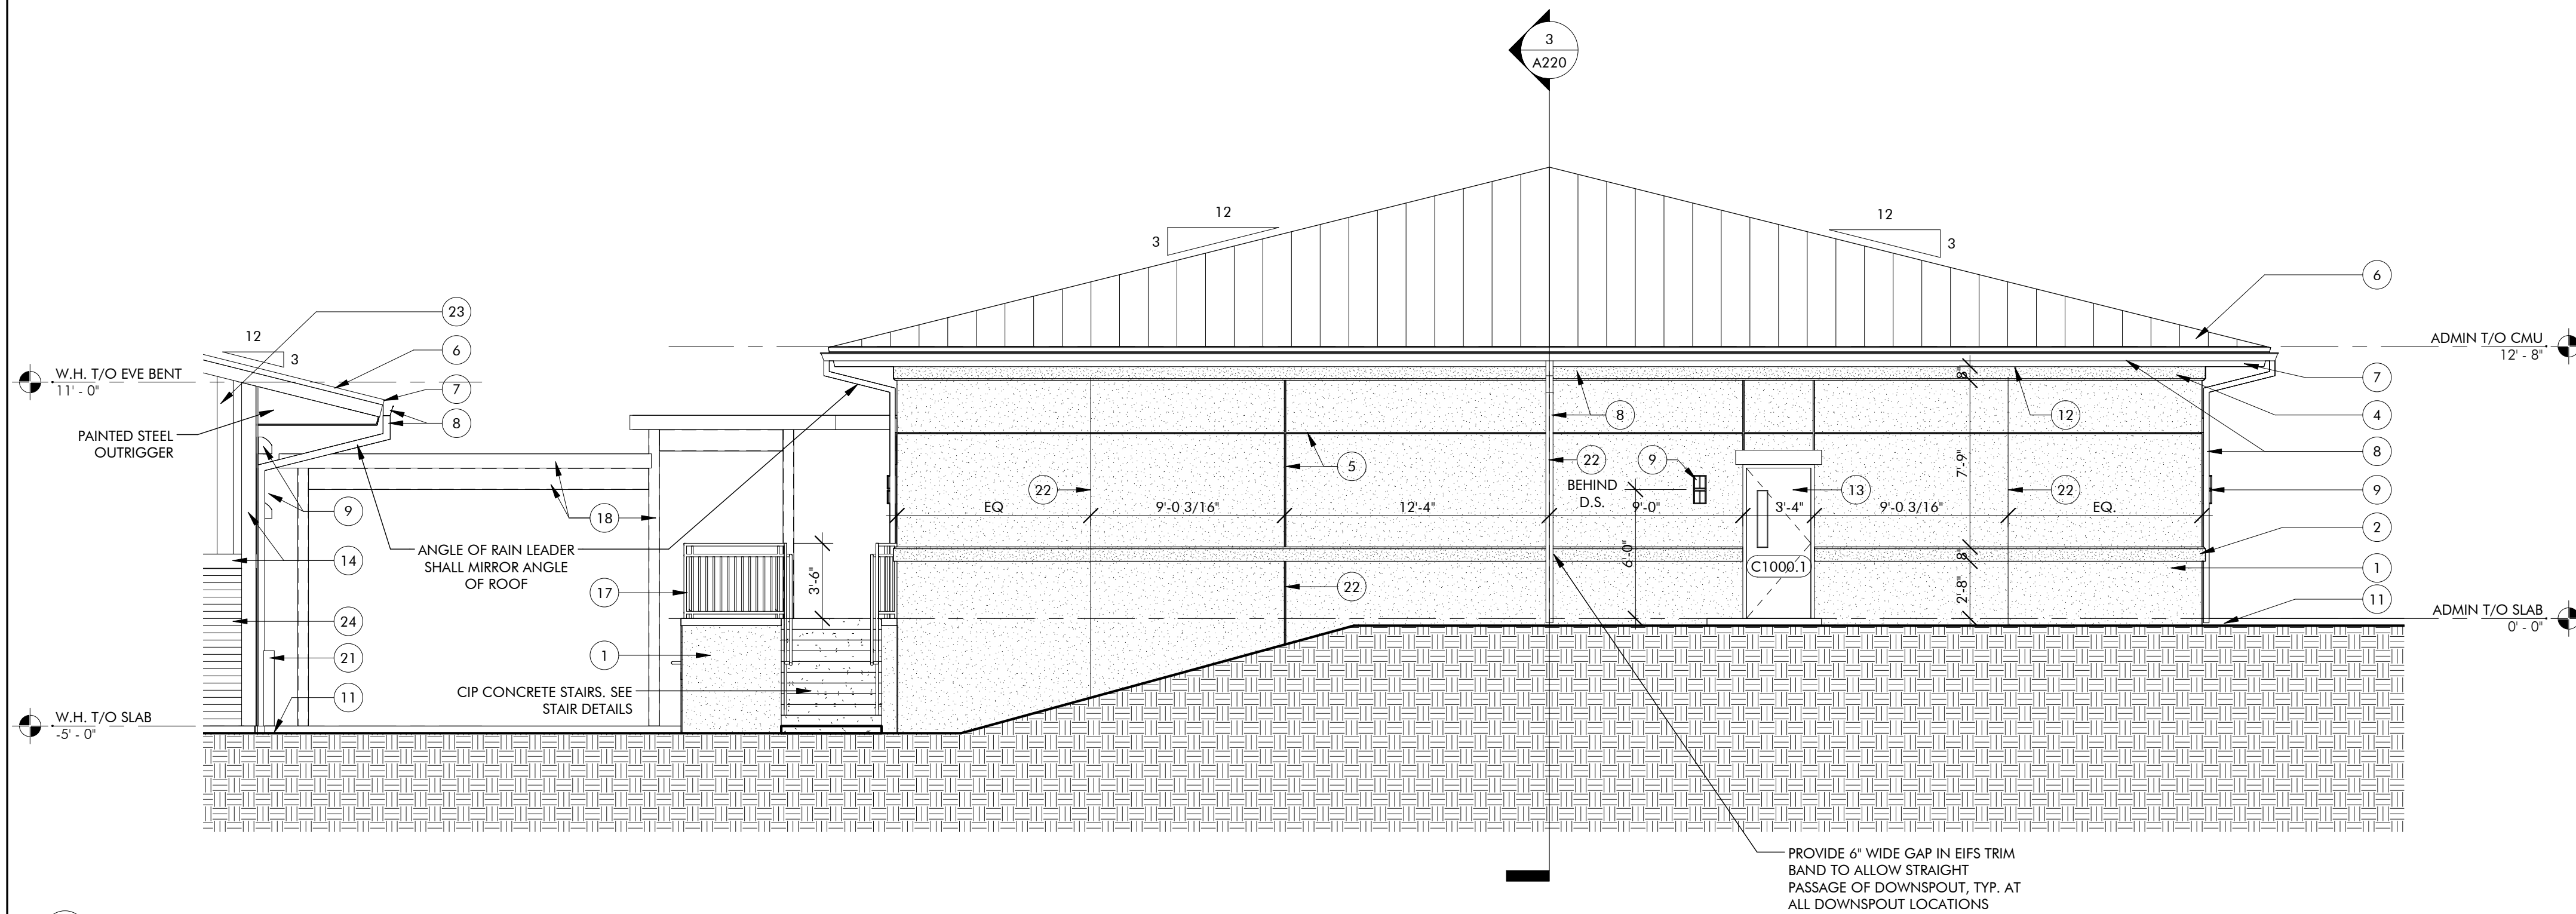 3
A220
12
3
12
3
23
6
ADMIN T/O CMU
12' - 8"
12
3
6
W.H. T/O EVE BENT
11' - 0"
7
8"
7
8
PAINTED STEEL
OUTRIGGER
8
12
4
5
22
9
8
BEHIND
D.S.
7'-9"
22
13
22
9
9
18
EQ
9'-0 3/16"
12'-4"
9'-0"
3'-4"
9'-0 3/16"
EQ.
2
ANGLE OF RAIN LEADER
SHALL MIRROR ANGLE
OF ROOF
14
8"
6'-0"
C1000.1
1
3'-6"
17
22
2'-8"
11
24
ADMIN T/O SLAB
0' - 0"
21
1
11
CIP CONCRETE STAIRS. SEE
STAIR DETAILS
W.H. T/O SLAB
-5' - 0"
PROVIDE 6" WIDE GAP IN EIFS TRIM
BAND TO ALLOW STRAIGHT
PASSAGE OF DOWNSPOUT, TYP. AT
ALL DOWNSPOUT LOCATIONS